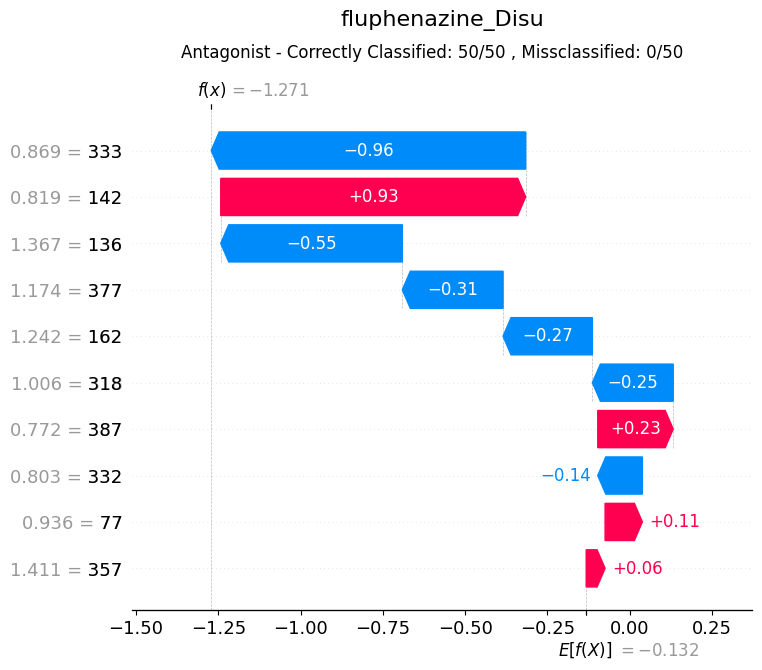 fluphenazine_Disu
Antagonist - Correctly Classified: 50/50 , Missclassified: 0/50
f(x) = −1.271
0.869 = 333 −0.96
0.819 = 142 +0.93
1.367 = 136 −0.55
1.174 = 377 −0.31
1.242 = 162 −0.27
1.006 = 318 −0.25
0.772 = 387 +0.23
0.803 = 332 −0.14
0.936 = 77 +0.11
1.411 = 357 +0.06
−1.50 −1.25 −1.00 −0.75 −0.50 −0.25 0.00 0.25
E[f(X)] = −0.132